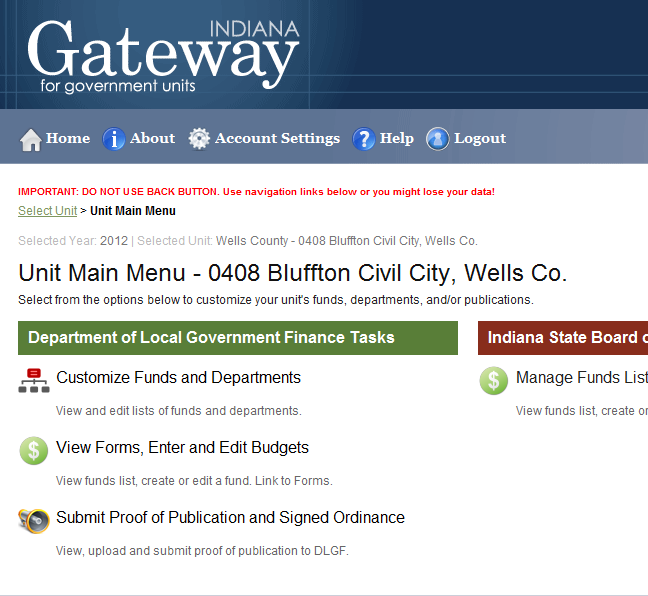 INDIANA
Gateway
for government units
Home About Account Settings Help Logout
IMPORTANT: DO NOT USE BACK BUTTON. Use navigation links below or you might lose your data!
Select Unit > Unit Main Menu
Selected Year: 2012 | Selected Unit: Wells County - 0408 Bluffton Civil City, Wells Co.
Unit Main Menu - 0408 Bluffton Civil City, Wells Co.
Select from the options below to customize your unit's funds, departments, and/or publications.
Department of Local Government Finance Tasks
Indiana State Board o
Customize Funds and Departments
Manage Funds List
View and edit lists of funds and departments.
View funds list, create or
View Forms, Enter and Edit Budgets
View funds list, create or edit a fund. Link to Forms.
Submit Proof of Publication and Signed Ordinance
View, upload and submit proof of publication to DLGF.